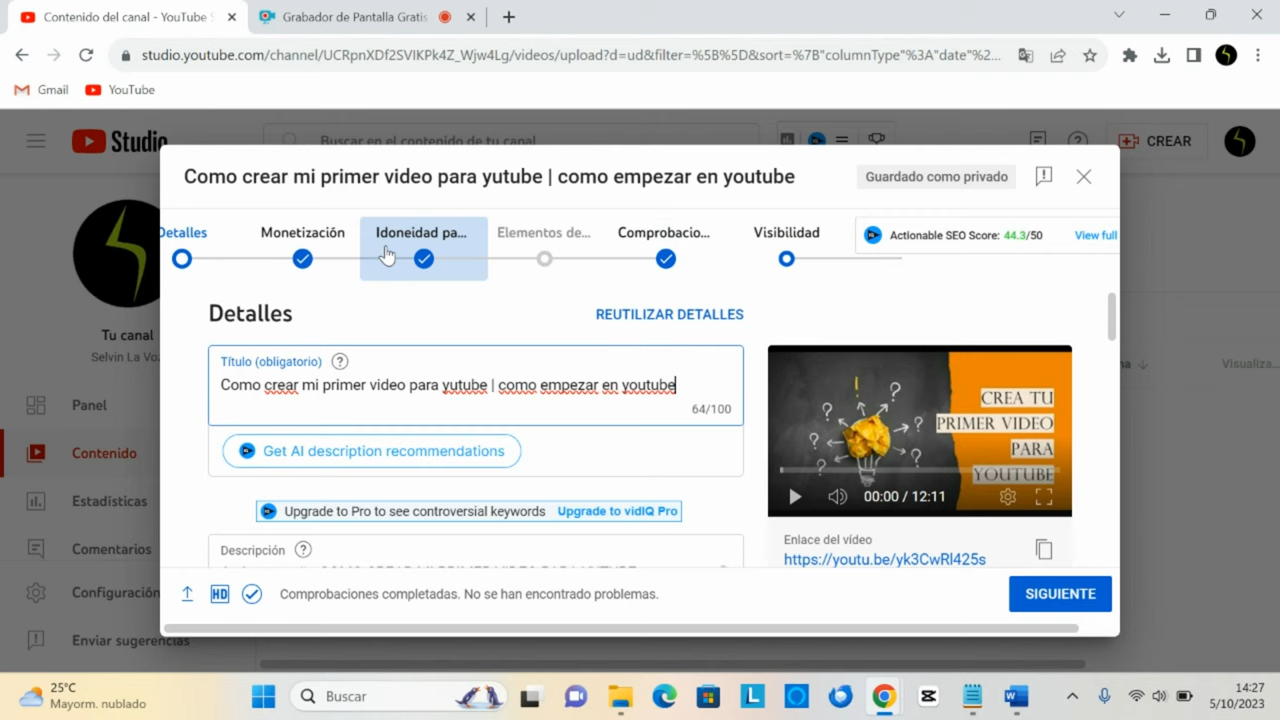 Contenido del canal - YouTube S
Grabador de Pantalla Gratis
studio.youtube.com/channel/UCRpnXDf2SVIKPk4Z_Wjw4Lg/videos/upload?d=ud&filter=%5B%5D&sort=%7B"columnType"%3A"date"%2...
Gmail
YouTube
Studio
Buscar en el contenido de tu canal
CREAR
Como crear mi primer video para yutube | como empezar en youtube
Guardado como privado
Detalles
Monetización
Idoneidad pa...
Elementos de...
Comprobacio...
Visibilidad
Actionable SEO Score: 44.3/50
View full
Detalles
REUTILIZAR DETALLES
Título (obligatorio)
Como crear mi primer video para yutube | como empezar en youtube
64/100
Get AI description recommendations
Upgrade to Pro to see controversial keywords Upgrade to vidIQ Pro
Descripción
CREA TU
PRIMER VIDEO
PARA
YOUTUBE
00:00 / 12:11
Enlace del vídeo
https://youtu.be/yk3CwRl425s
HD
Comprobaciones completadas. No se han encontrado problemas.
SIGUIENTE
Tu canal
Selvin La Vo
Panel
Contenido
Estadísticas
Comentarios
Configuración
Enviar sugerencias
Visualiza...
25°C
Mayorm. nublado
Buscar
14:27
5/10/2023